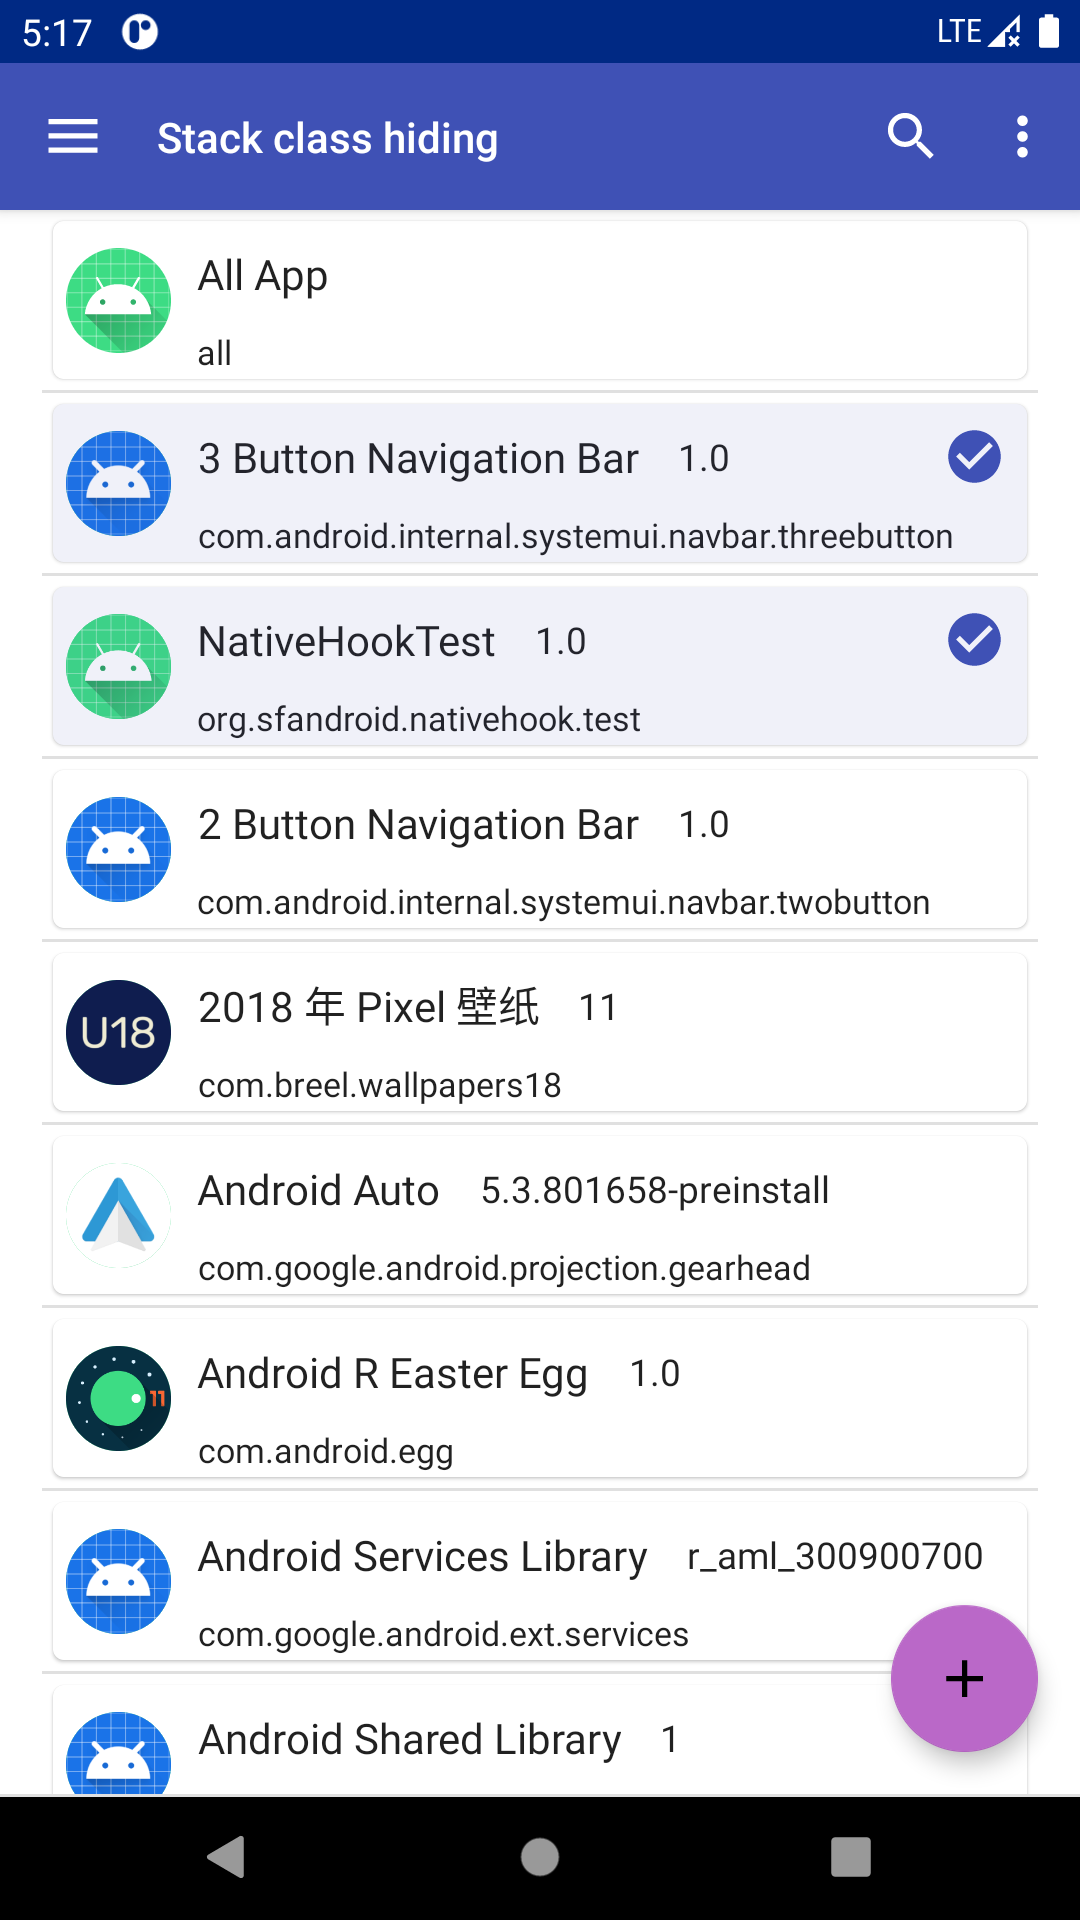 5:17
LTE
Stack class hiding
All App
all
3 Button Navigation Bar 1.0
com.android.internal.systemui.navbar.threebutton
NativeHookTest 1.0
org.sfandroid.nativehook.test
2 Button Navigation Bar 1.0
com.android.internal.systemui.navbar.twobutton
U18
2018 年 Pixel 壁纸 11
com.breel.wallpapers18
Android Auto 5.3.801658-preinstall
com.google.android.projection.gearhead
11
Android R Easter Egg 1.0
com.android.egg
Android Services Library r_aml_300900700
com.google.android.ext.services
Android Shared Library 1